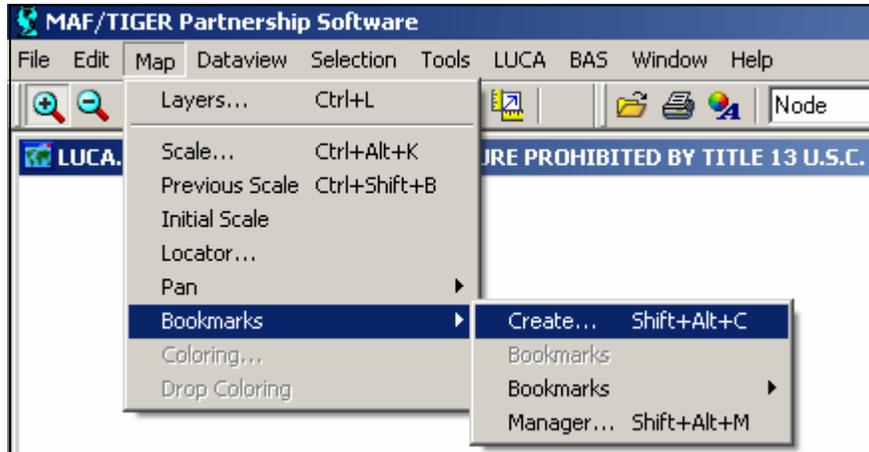 MAF/TIGER Partnership Software
File Edit Map Dataview Selection Tools LUCA BAS Window Help
Layers... Ctrl+L
Node
LUCA. URE PROHIBITED BY TITLE 13 U.S.C.
Scale... Ctrl+Alt+K
Previous Scale Ctrl+Shift+B
Initial Scale
Locator...
Pan
Bookmarks
Create... Shift+Alt+C
Coloring...
Bookmarks
Drop Coloring
Bookmarks
Manager... Shift+Alt+M